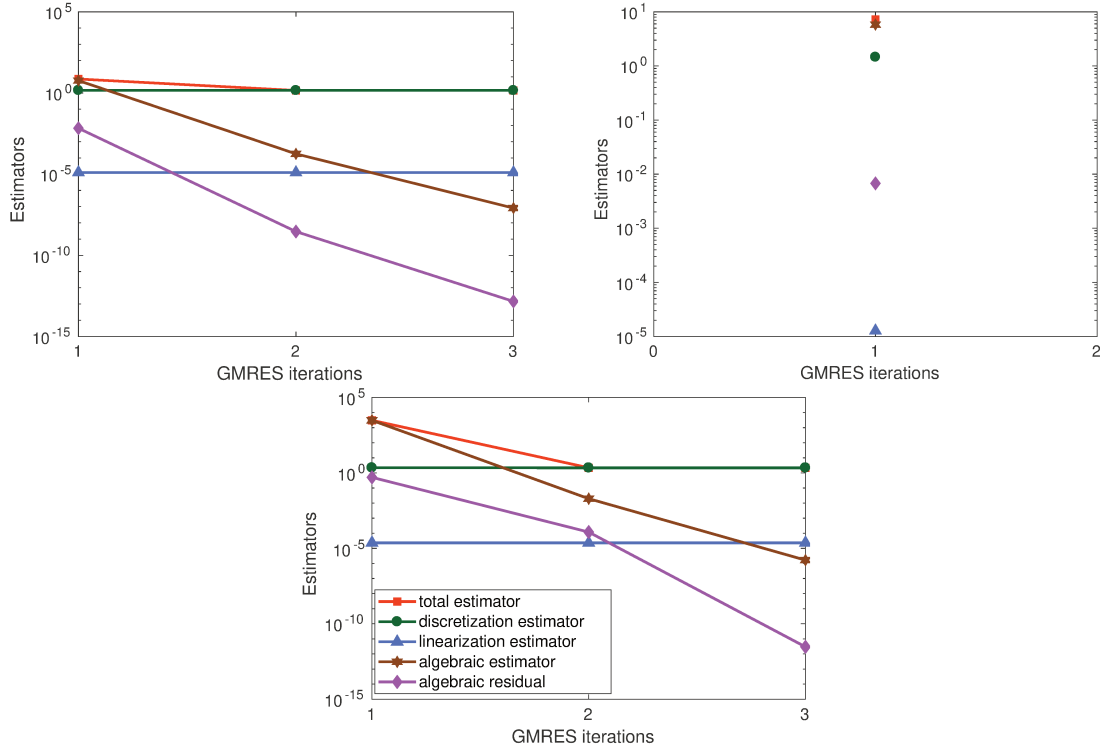 10^5
10^0
10^-5
10^-10
10^-15
Estimators
1 2 3
GMRES iterations
10^1
10^0
10^-1
10^-2
10^-3
10^-4
10^-5
Estimators
0 1 2
GMRES iterations
10^5
10^0
10^-5
10^-10
10^-15
Estimators
total estimator
discretization estimator
linearization estimator
algebraic estimator
algebraic residual
1 2 3
GMRES iterations